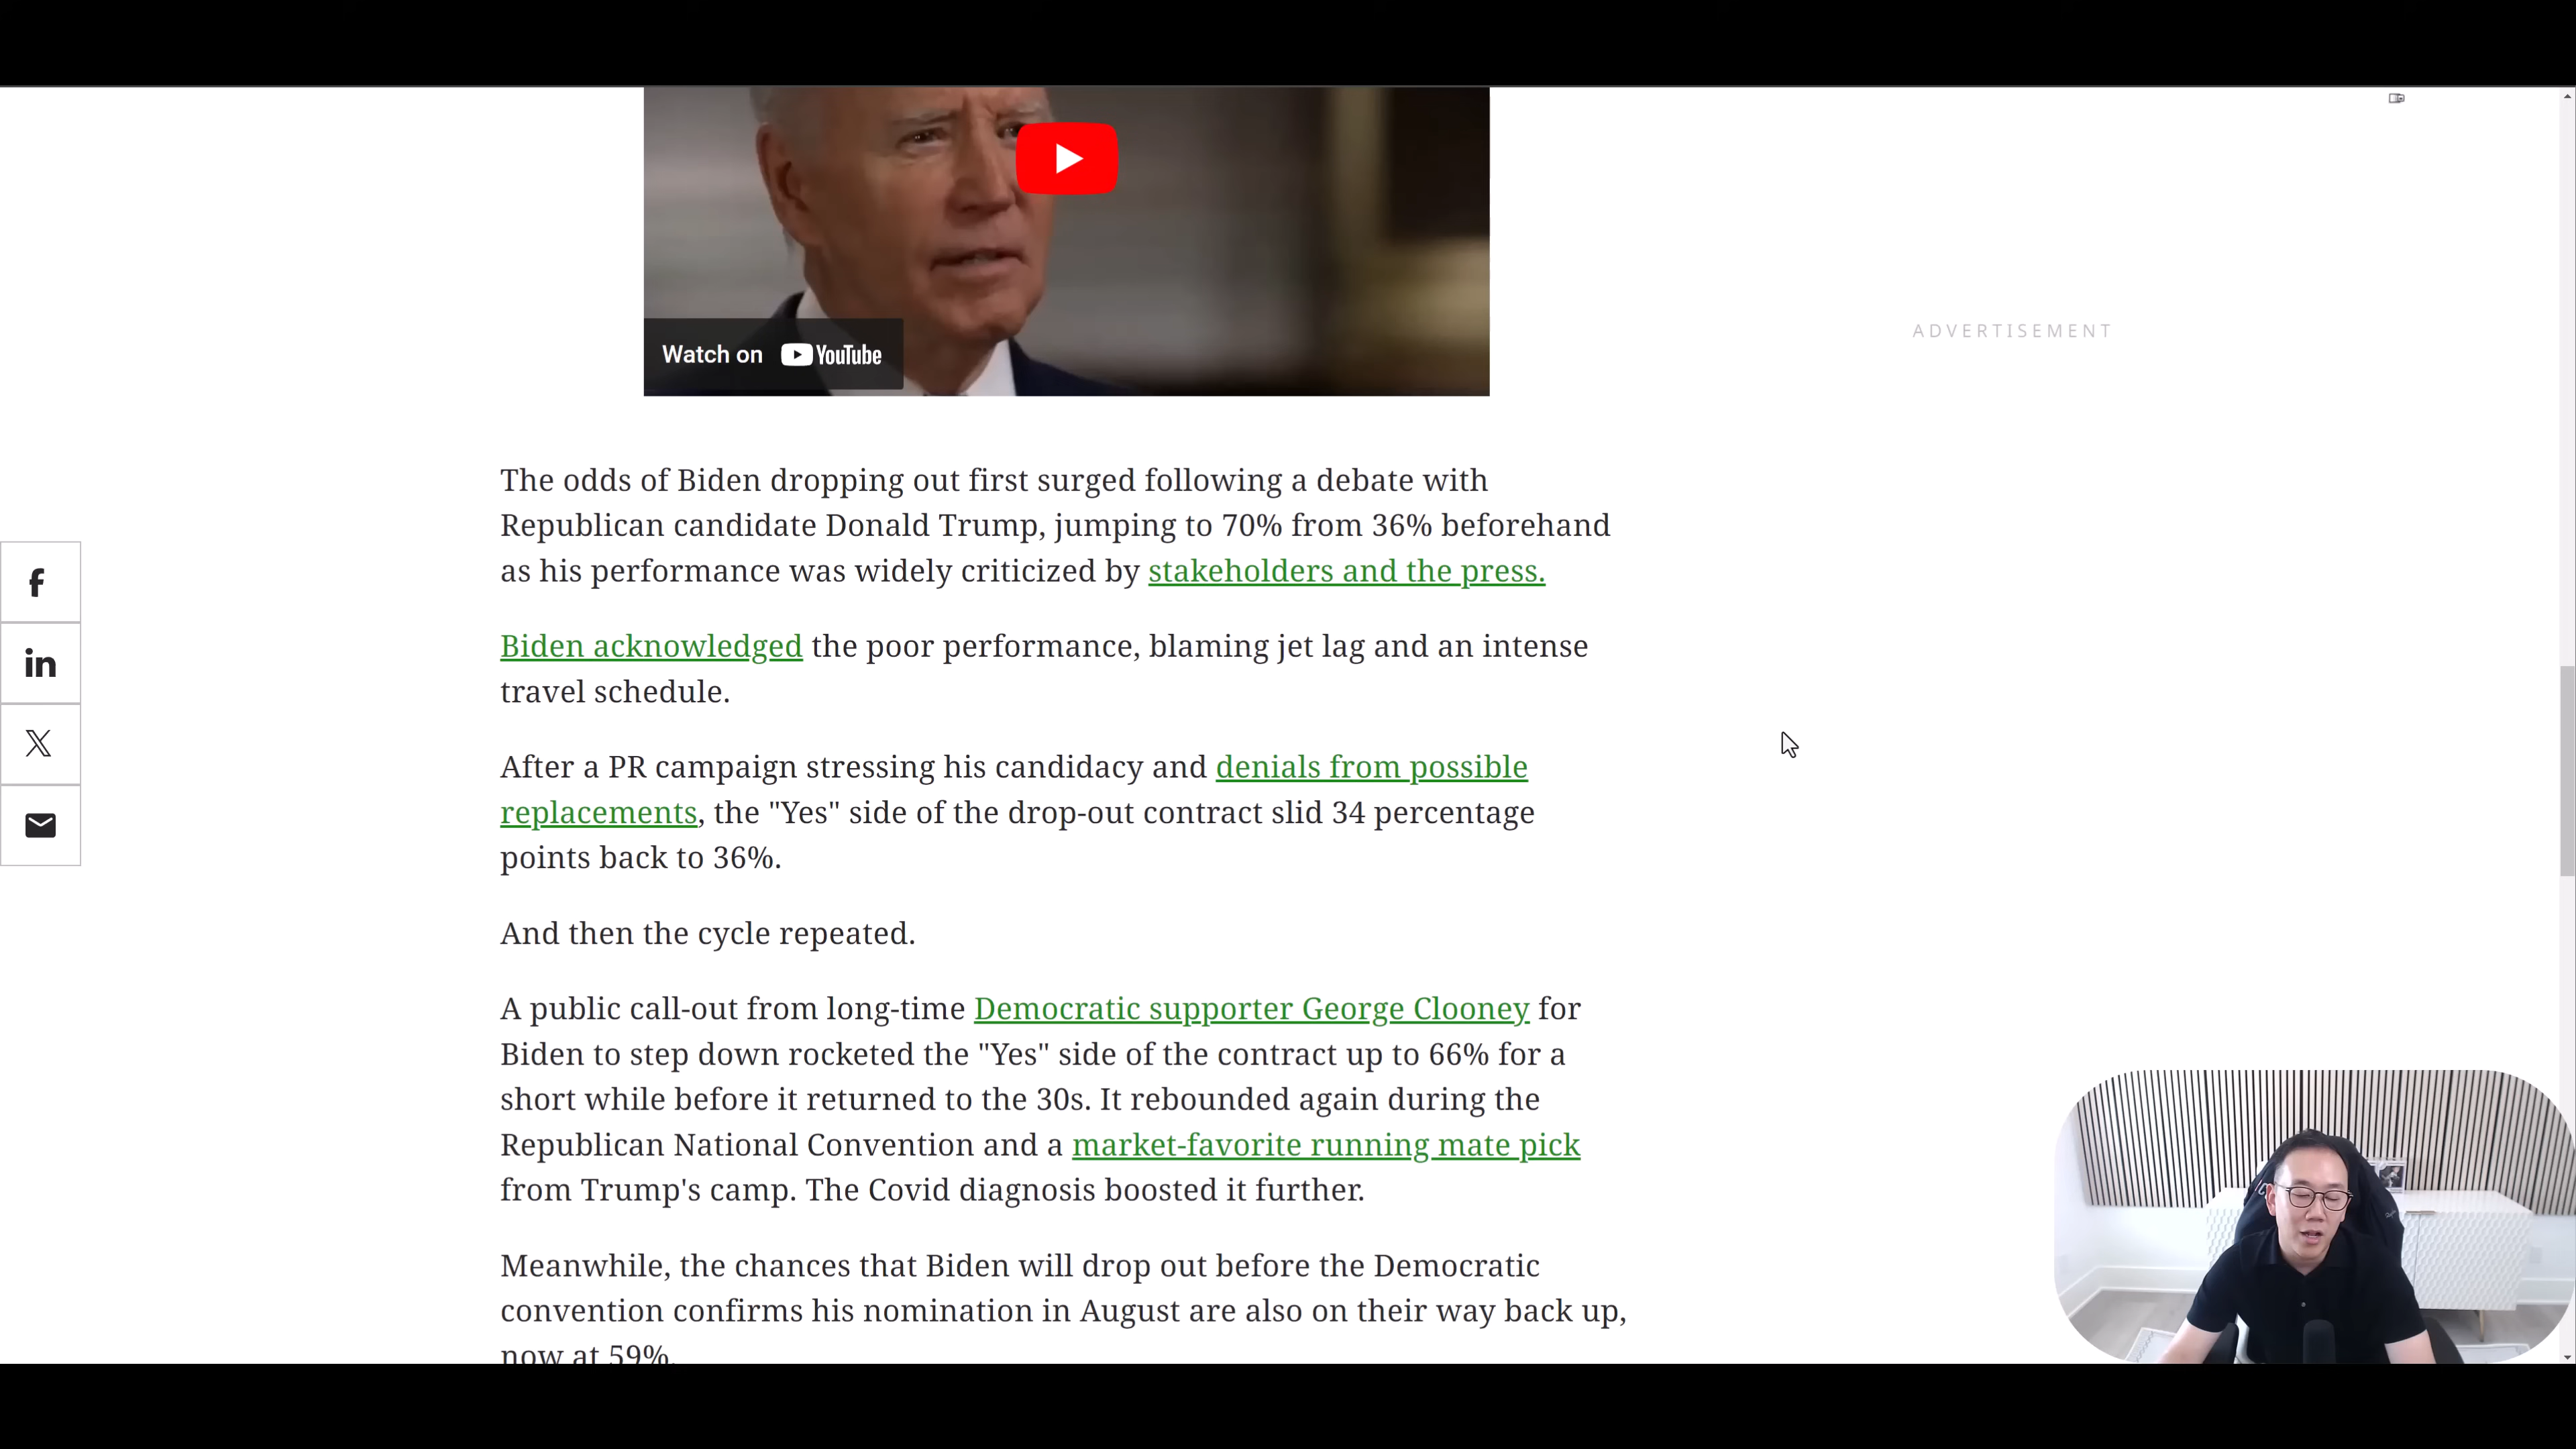 Watch on YouTube
ADVERTISEMENT
The odds of Biden dropping out first surged following a debate with
Republican candidate Donald Trump, jumping to 70% from 36% beforehand
as his performance was widely criticized by stakeholders and the press.
Biden acknowledged the poor performance, blaming jet lag and an intense
travel schedule.
After a PR campaign stressing his candidacy and denials from possible
replacements, the "Yes" side of the drop-out contract slid 34 percentage
points back to 36%.
And then the cycle repeated.
A public call-out from long-time Democratic supporter George Clooney for
Biden to step down rocketed the "Yes" side of the contract up to 66% for a
short while before it returned to the 30s. It rebounded again during the
Republican National Convention and a market-favorite running mate pick
from Trump's camp. The Covid diagnosis boosted it further.
Meanwhile, the chances that Biden will drop out before the Democratic
convention confirms his nomination in August are also on their way back up,
now at 59%.